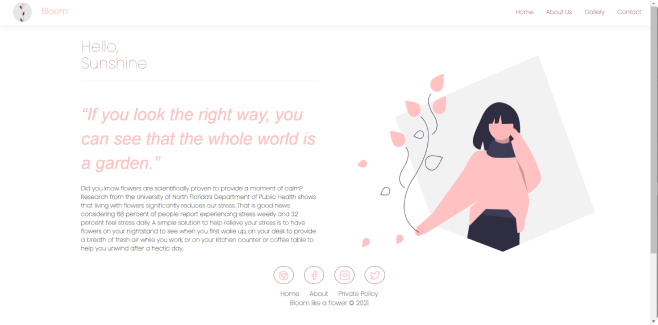 Bloom
Home About Us Gallery Contact
Hello,
Sunshine
“If you look the right way, you
can see that the whole world is
a garden.”
Did you know flowers are scientifically proven to provide a moment of calm?
Research from the University of North Florida's Department of Public Health shows
that living with flowers significantly reduces our stress. That is good news
considering 68 percent of people report experiencing stress weekly and 32
percent feel stress daily. A simple solution to help relieve your stress is to have
flowers on your nightstand to see when you first wake up, on your desk to provide
a breath of fresh air while you work, or on your kitchen counter or coffee table to
help you unwind after a hectic day.
Home About Private Policy
Bloom like a flower © 2021